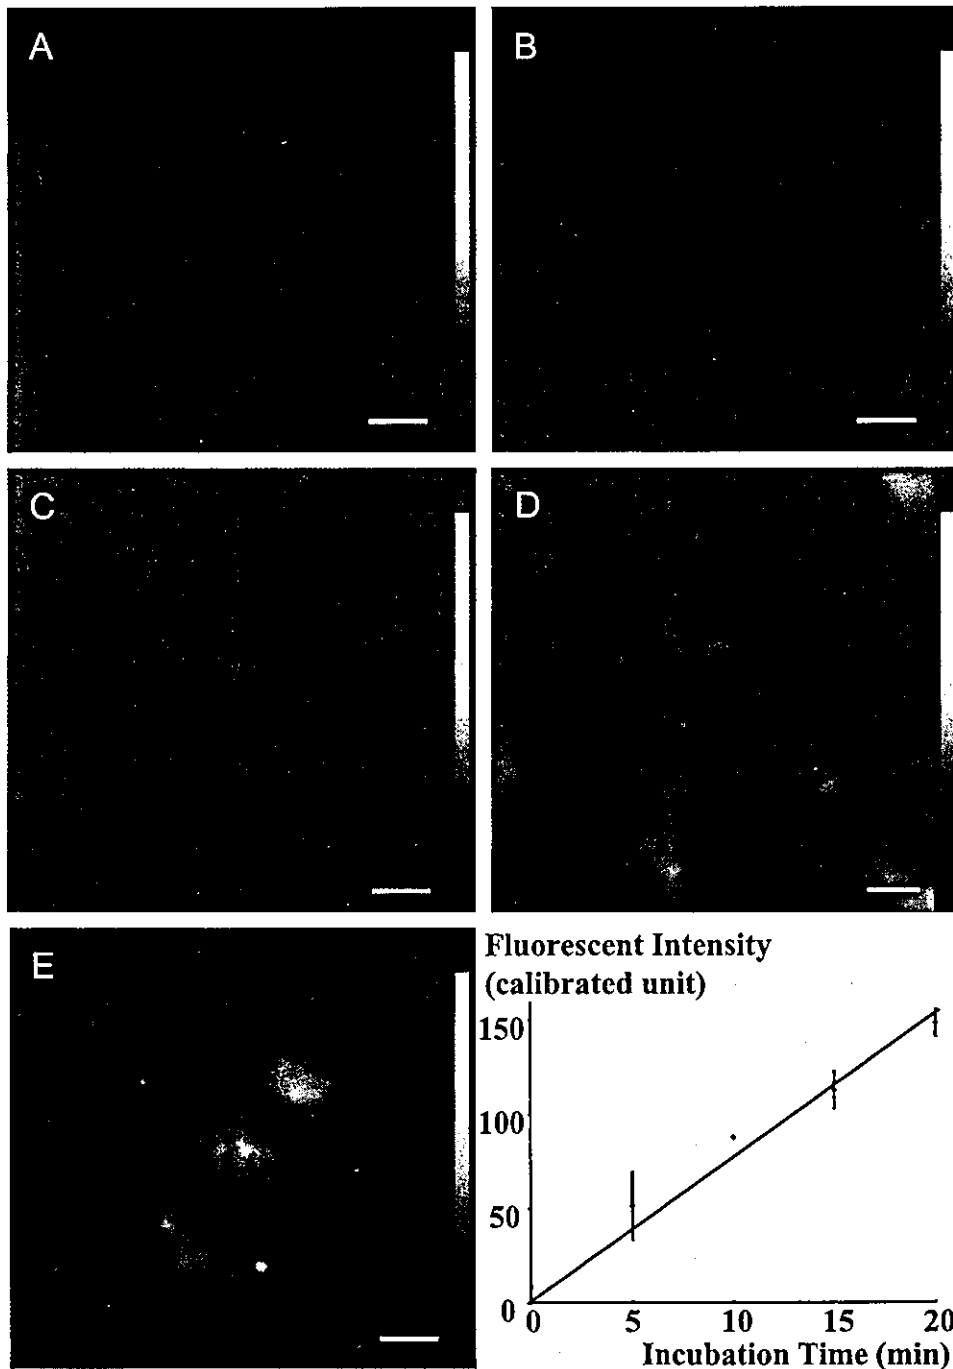 A
B
C
D
E
Fluorescent Intensity
(calibrated unit)
150
100
50
0
0 5 10 15 20
Incubation Time (min)